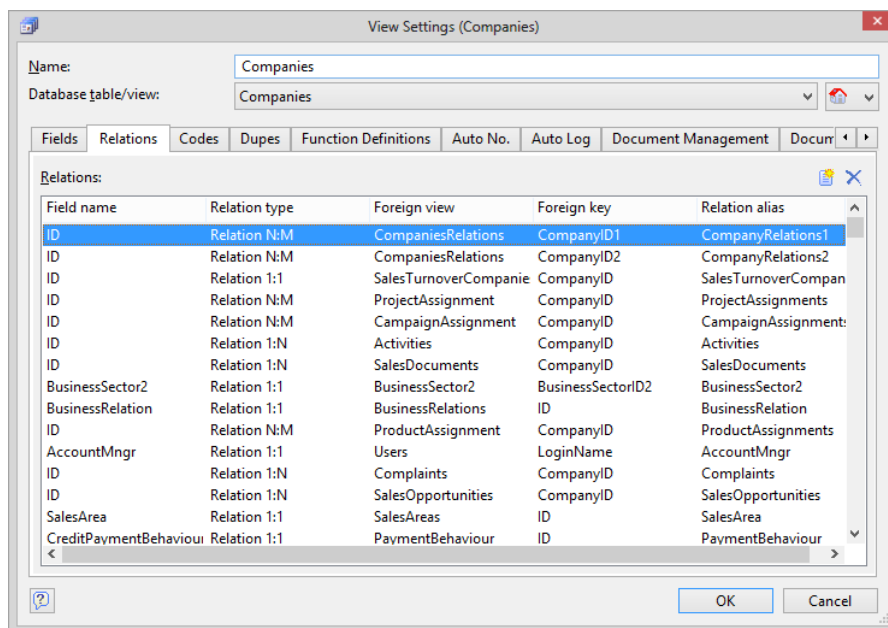 View Settings (Companies)
Name: Companies
Database table/view: Companies
Fields Relations Codes Dupes Function Definitions Auto No. Auto Log Document Management Docum
Relations:
Field name Relation type Foreign view Foreign key Relation alias
ID Relation N:M CompaniesRelations CompanyID1 CompanyRelations1
ID Relation N:M CompaniesRelations CompanyID2 CompanyRelations2
ID Relation 1:1 SalesTurnoverCompanie CompanyID SalesTurnoverCompan
ID Relation N:M ProjectAssignment CompanyID ProjectAssignments
ID Relation N:M CampaignAssignment CompanyID CampaignAssignments
ID Relation 1:N Activities CompanyID Activities
ID Relation 1:N SalesDocuments CompanyID SalesDocuments
BusinessSector2 Relation 1:1 BusinessSector2 BusinessSectorID2 BusinessSector2
BusinessRelation Relation 1:1 BusinessRelations ID BusinessRelation
ID Relation N:M ProductAssignment CompanyID ProductAssignments
AccountMngr Relation 1:1 Users LoginName AccountMngr
ID Relation 1:N Complaints CompanyID Complaints
ID Relation 1:N SalesOpportunities CompanyID SalesOpportunities
SalesArea Relation 1:1 SalesAreas ID SalesArea
CreditPaymentBehaviour Relation 1:1 PaymentBehaviour ID PaymentBehaviour
OK Cancel